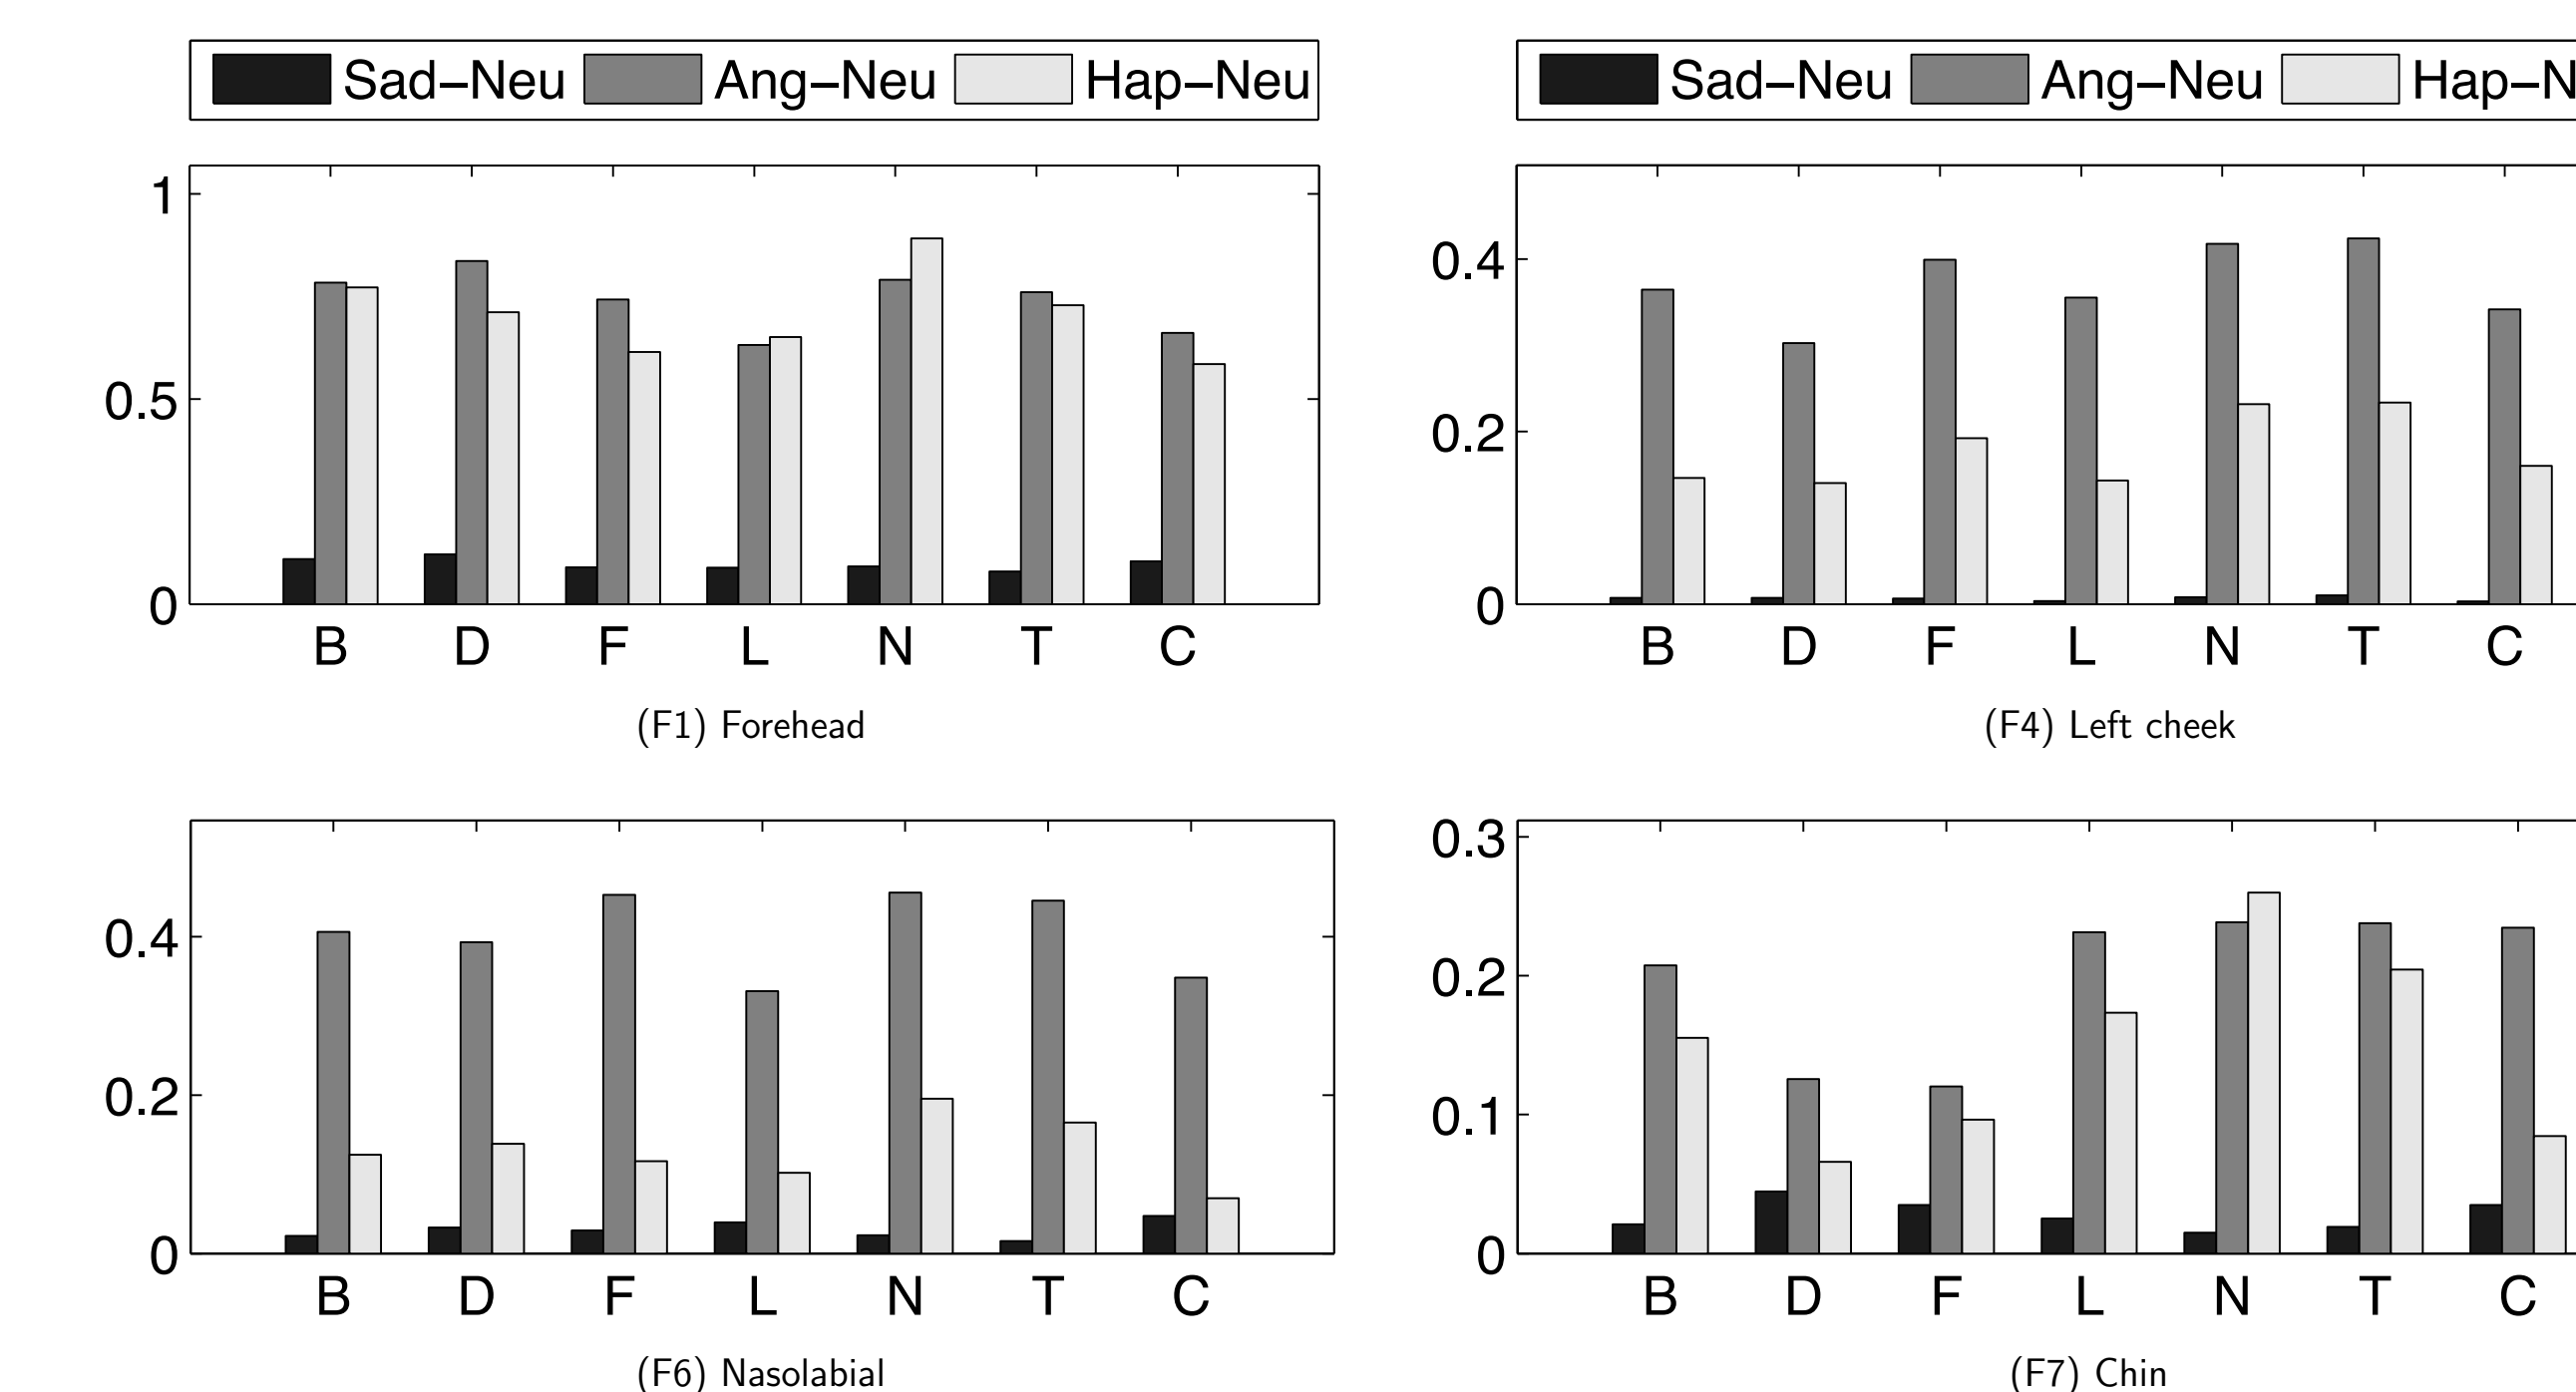 Sad−Neu Ang−Neu Hap−Neu
1
0.5
0
B D F L N T C
(F1) Forehead
Sad−Neu Ang−Neu Hap−N
0.4
0.2
0
B D F L N T C
(F4) Left cheek
0.4
0.2
0
B D F L N T C
(F6) Nasolabial
0.3
0.2
0.1
0
B D F L N T C
(F7) Chin